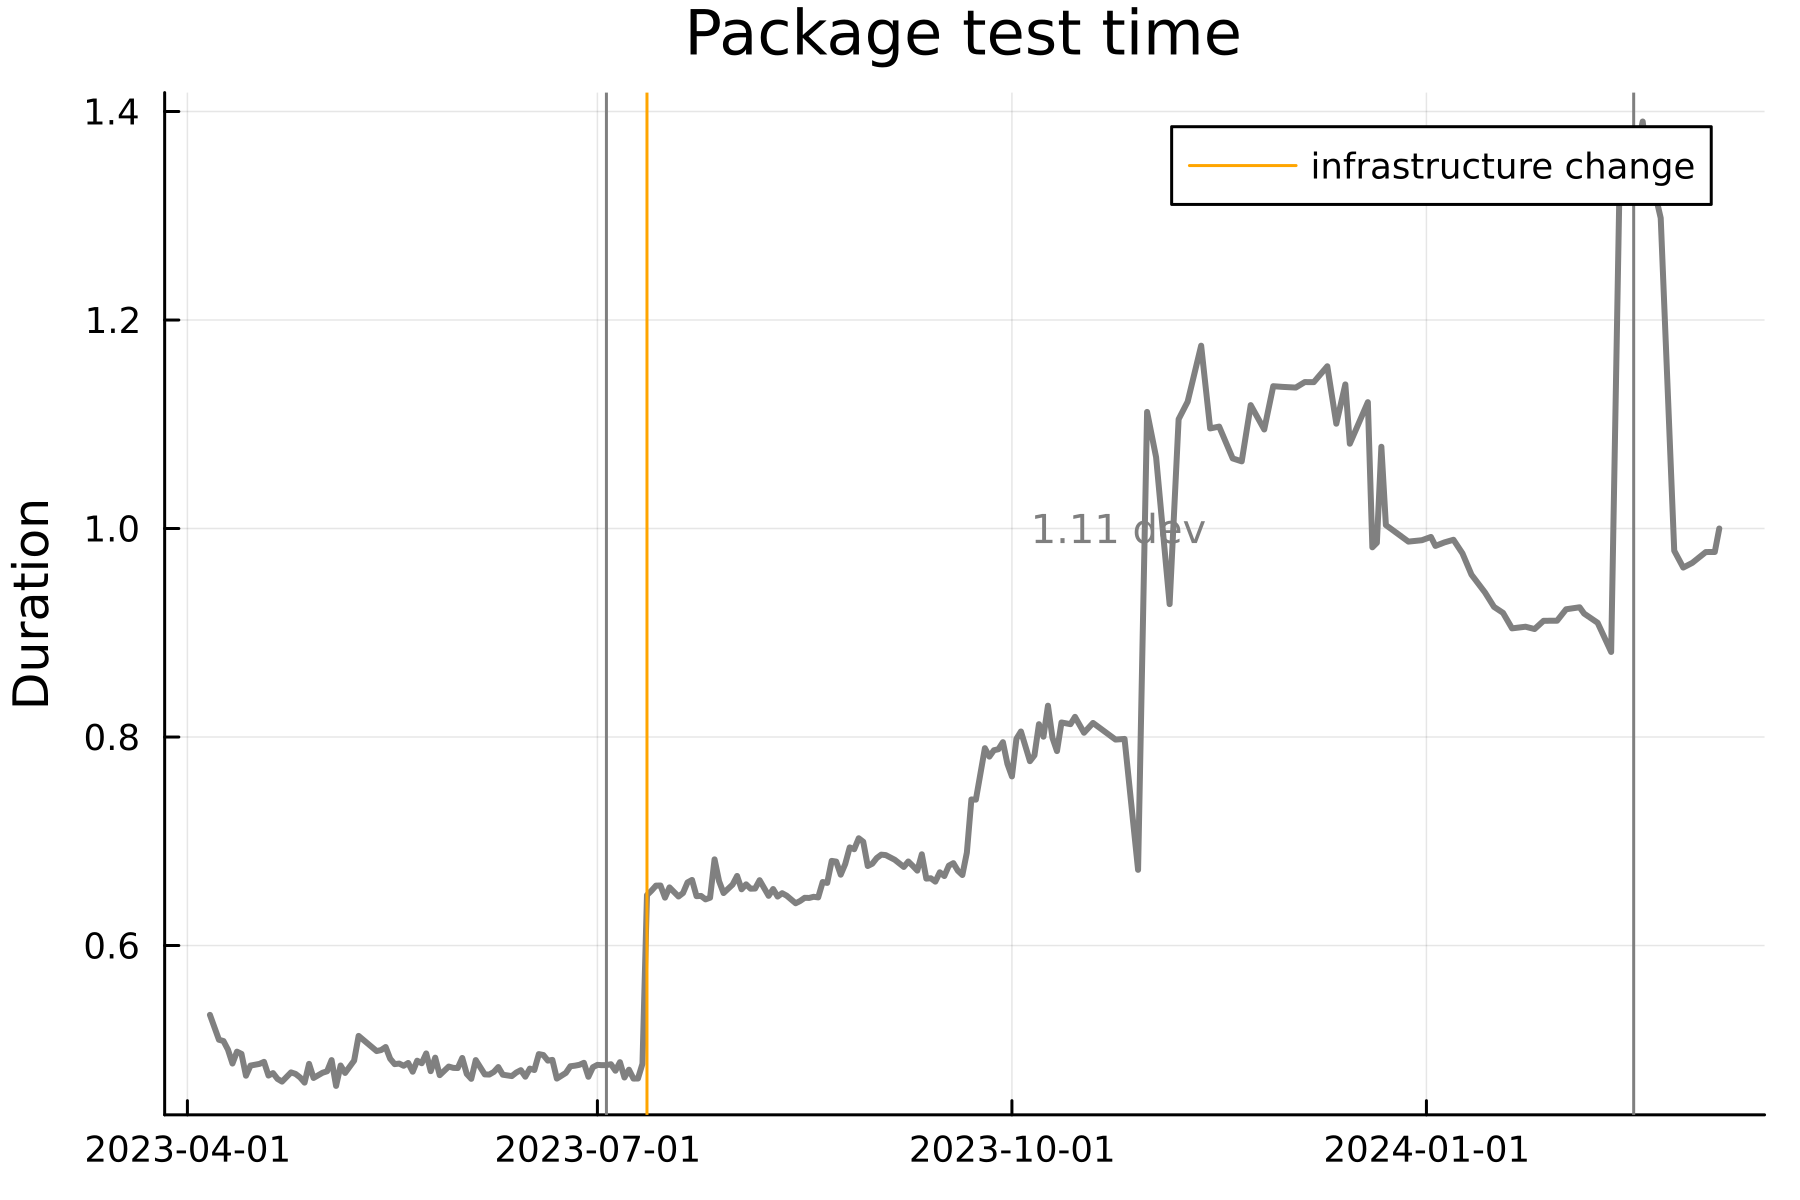 Package test time
1.4
infrastructure change
1.2
1.0
1.11 dev
Duration
0.8
0.6
2023-04-01
2023-07-01
2023-10-01
2024-01-01